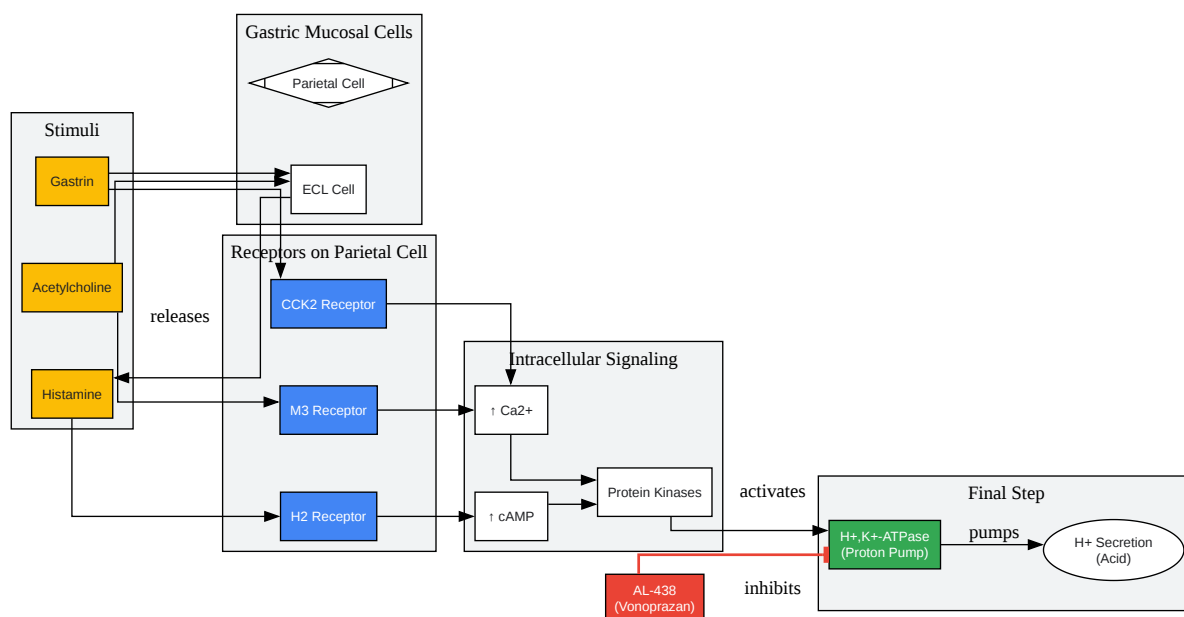 Gastric Mucosal Cells
Parietal Cell
ECL Cell
Stimuli
Gastrin
Acetylcholine
Histamine
releases
Receptors on Parietal Cell
CCK2 Receptor
M3 Receptor
H2 Receptor
Intracellular Signaling
↑ Ca2+
Protein Kinases
↑ cAMP
activates
Final Step
H+,K+-ATPase
(Proton Pump)
pumps
H+ Secretion
(Acid)
AL-438
(Vonoprazan)
inhibits